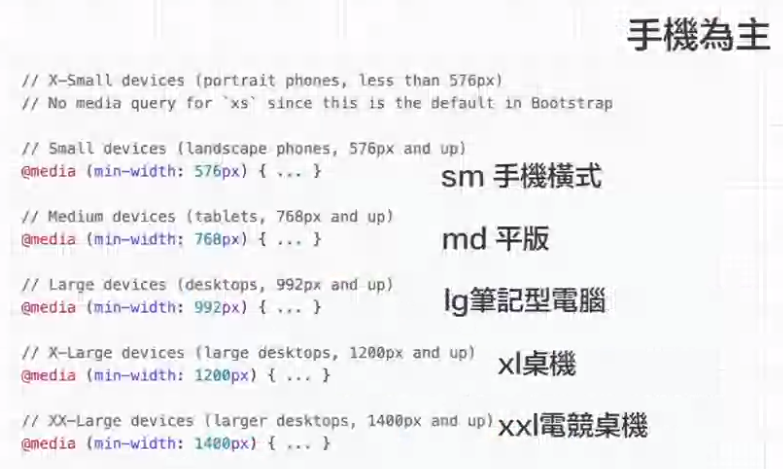 手機為主
// X-Small devices (portrait phones, less than 576px)
// No media query for `xs` since this is the default in Bootstrap
// Small devices (landscape phones, 576px and up)
@media (min-width: 576px) { ... }
sm 手機橫式
// Medium devices (tablets, 768px and up)
@media (min-width: 768px) { ... }
md 平版
// Large devices (desktops, 992px and up)
@media (min-width: 992px) { ... }
lg筆記型電腦
// X-Large devices (large desktops, 1200px and up)
@media (min-width: 1200px) { ... }
xl桌機
// XX-Large devices (larger desktops, 1400px and up)
@media (min-width: 1400px) { ... }
xxl電競桌機